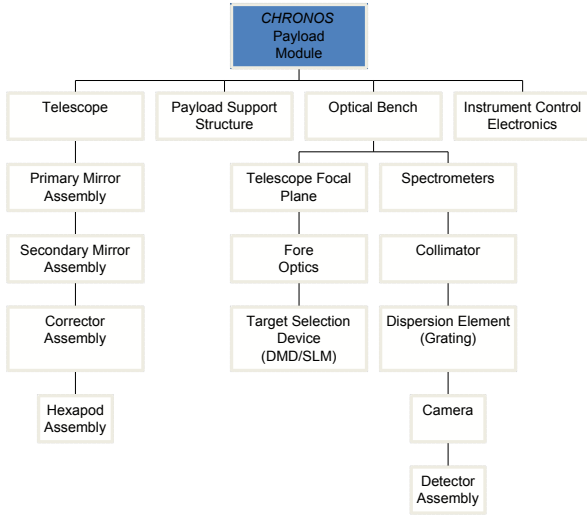 CHRONOS
Payload
Module
Telescope
Payload Support
Structure
Optical Bench
Instrument Control
Electronics
Primary Mirror
Assembly
Telescope Focal
Plane
Spectrometers
Secondary Mirror
Assembly
Fore
Optics
Collimator
Corrector
Assembly
Target Selection
Device
(DMD/SLM)
Dispersion Element
(Grating)
Hexapod
Assembly
Camera
Detector
Assembly